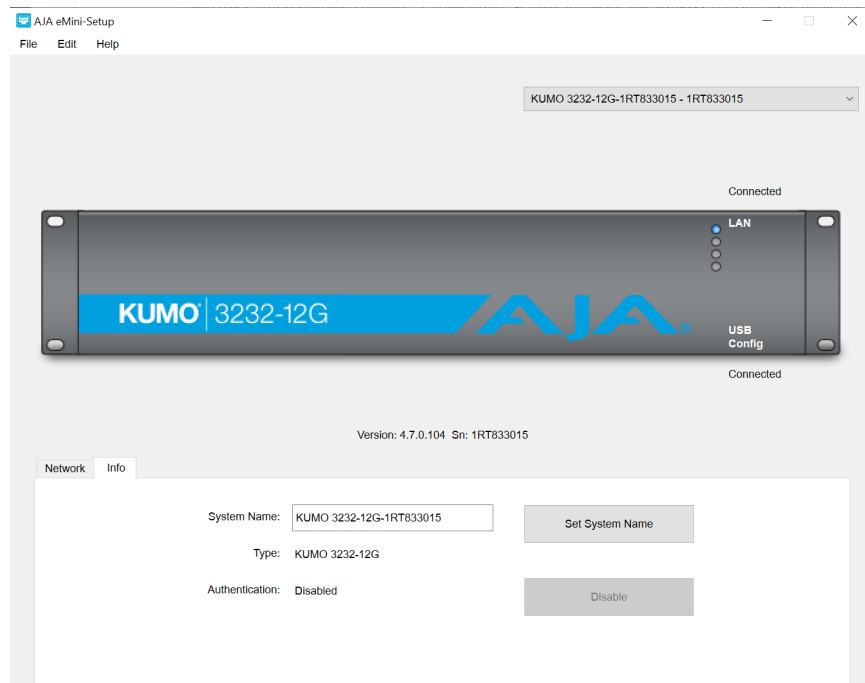 AJA eMini-Setup
File Edit Help
KUMO 3232-12G-1RT833015 - 1RT833015
Connected
LAN
KUMO® 3232-12G AJA®
USB
Config
Connected
Version: 4.7.0.104 Sn: 1RT833015
Network Info
System Name: KUMO 3232-12G-1RT833015 Set System Name
Type: KUMO 3232-12G
Authentication: Disabled Disable